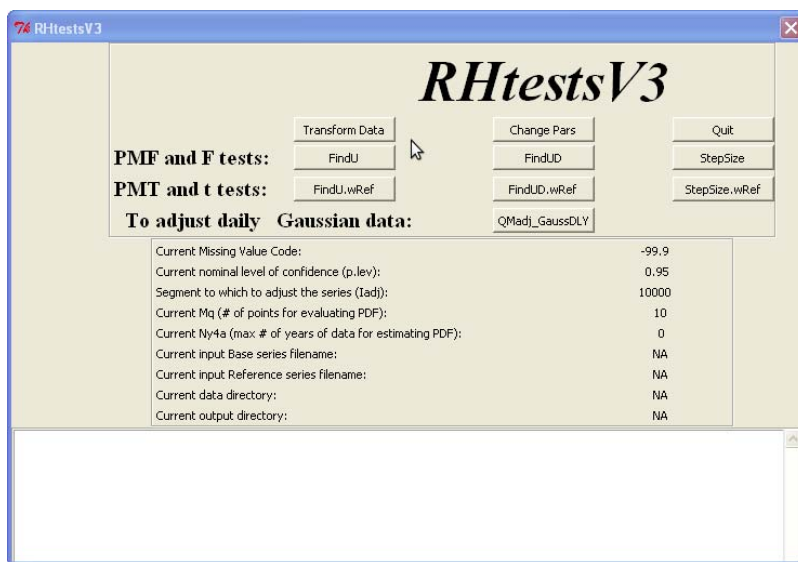 RHtestsV3
RHtestsV3
Transform Data Change Pars Quit
PMF and F tests: FindU FindUD StepSize
PMT and t tests: FindU.wRef FindUD.wRef StepSize.wRef
To adjust daily Gaussian data: QMadj_GaussDLY
Current Missing Value Code: -99.9
Current nominal level of confidence (p.lev): 0.95
Segment to which to adjust the series (Iadj): 10000
Current Mq (# of points for evaluating PDF): 10
Current Ny4a (max # of years of data for estimating PDF): 0
Current input Base series filename: NA
Current input Reference series filename: NA
Current data directory: NA
Current output directory: NA